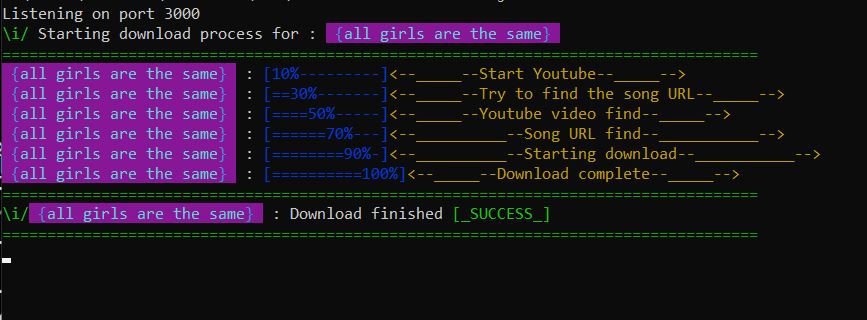 Listening on port 3000
\i/ Starting download process for : {all girls are the same}
====================================================================================
{all girls are the same} : [10%---------]<--_____--Start Youtube--_____-->
{all girls are the same} : [==30%-------]<--_____--Try to find the song URL--_____-->
{all girls are the same} : [====50%-----]<--_____--Youtube video find--_____-->
{all girls are the same} : [======70%---]<--__________--Song URL find--___________-->
{all girls are the same} : [========90%-]<--__________--Starting download--___________-->
{all girls are the same} : [==========100%]<--_____--Download complete--_____-->
====================================================================================
\i/ {all girls are the same} : Download finished [_SUCCESS_]
====================================================================================